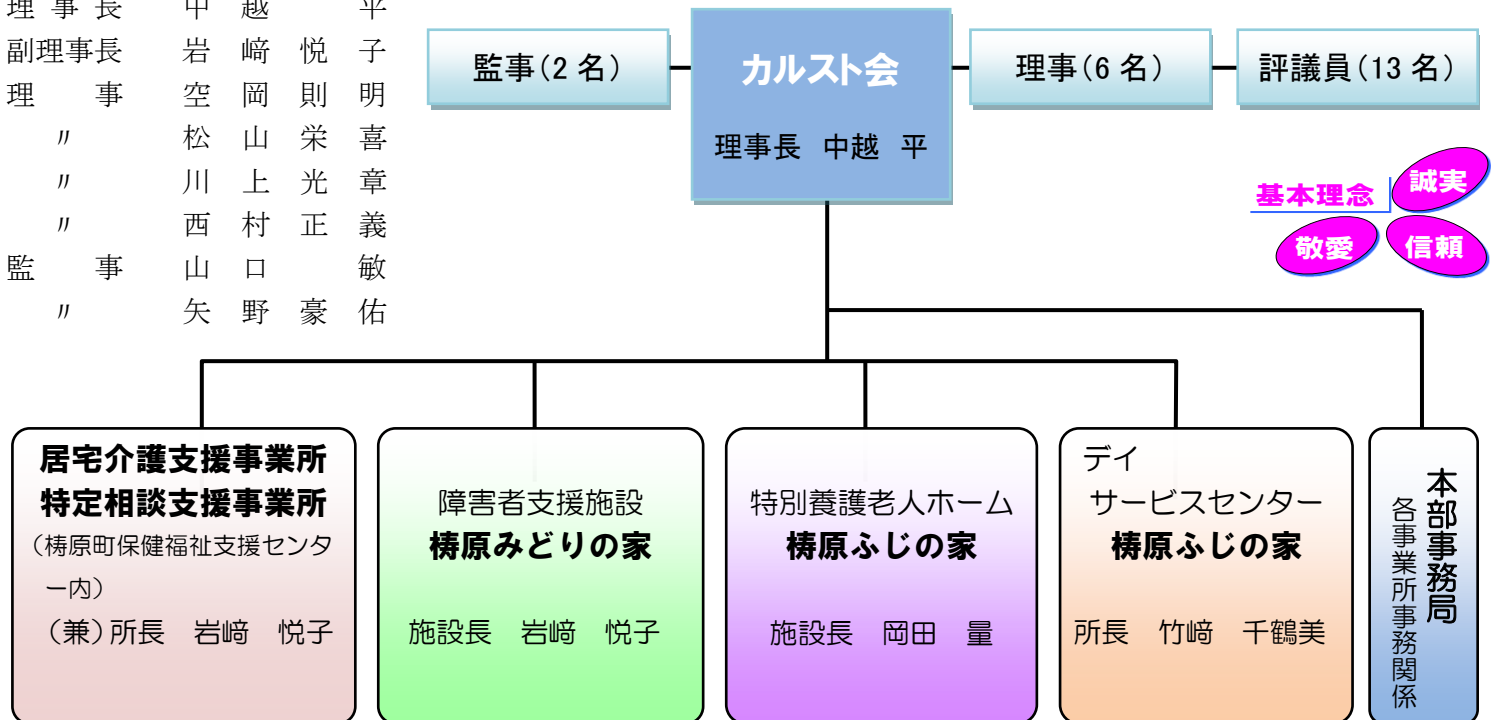 理事長 中越 平
副理事長 岩﨑悦子
理事 空岡則明
〃 松山栄喜
〃 川上光章
〃 西村正義
監事 山口 敏
〃 矢野豪佑
監事(2名)
カルスト会
理事長 中越 平
理事(6名)
評議員(13名)
基本理念
誠実
敬愛
信頼
居宅介護支援事業所
特定相談支援事業所
(梼原町保健福祉支援センタ
ー内)
(兼)所長 岩﨑 悦子
障害者支援施設
梼原みどりの家
施設長 岩﨑 悦子
特別養護老人ホーム
梼原ふじの家
施設長 岡田 量
デイ
サービスセンター
梼原ふじの家
所長 竹﨑 千鶴美
本部事務局
各事業所事務関係